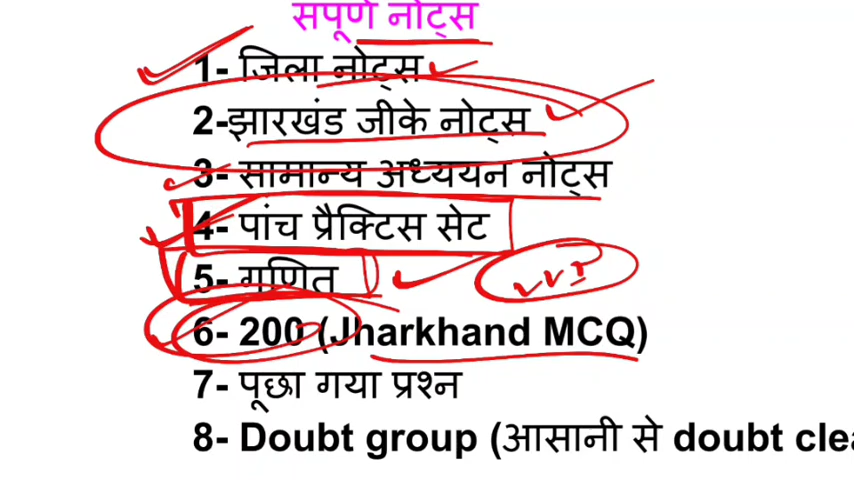 संपूर्ण नोट्स
1- जिला नोट्स
2-झारखंड जीके नोट्स
3- सामान्य अध्ययन नोट्स
4- पांच प्रैक्टिस सेट
5- गणित
6- 200 (Jharkhand MCQ)
7- पूछा गया प्रश्न
8- Doubt group (आसानी से doubt clea